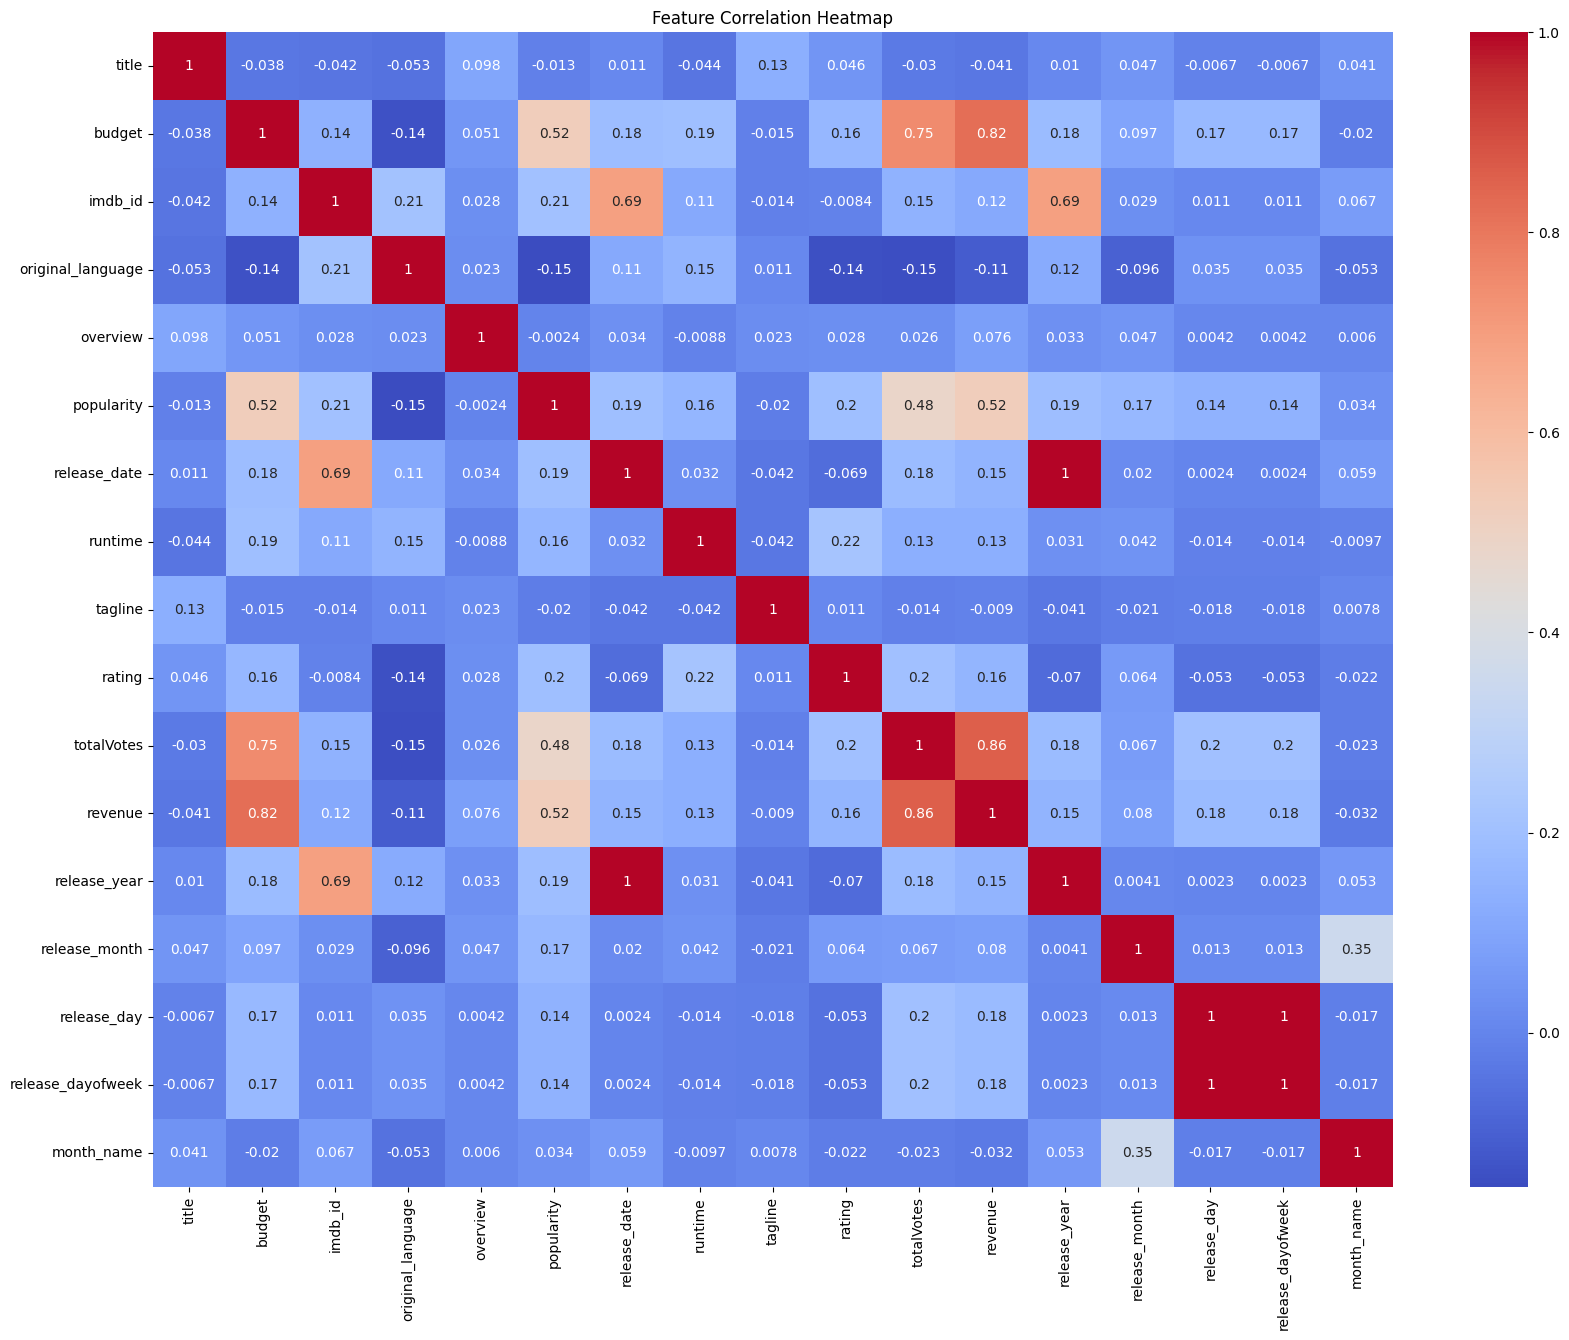 Feature Correlation Heatmap
title 1 -0.038 -0.042 -0.053 0.098 -0.013 0.011 -0.044 0.13 0.046 -0.03 -0.041 0.01 0.047 -0.0067 -0.0067 0.041
budget -0.038 1 0.14 -0.14 0.051 0.52 0.18 0.19 -0.015 0.16 0.75 0.82 0.18 0.097 0.17 0.17 -0.02
imdb_id -0.042 0.14 1 0.21 0.028 0.21 0.69 0.11 -0.014 -0.0084 0.15 0.12 0.69 0.029 0.011 0.011 0.067
original_language -0.053 -0.14 0.21 1 0.023 -0.15 0.11 0.15 0.011 -0.14 -0.15 -0.11 0.12 -0.096 0.035 0.035 -0.053
overview 0.098 0.051 0.028 0.023 1 -0.0024 0.034 -0.0088 0.023 0.028 0.026 0.076 0.033 0.047 0.0042 0.0042 0.006
popularity -0.013 0.52 0.21 -0.15 -0.0024 1 0.19 0.16 -0.02 0.2 0.48 0.52 0.19 0.17 0.14 0.14 0.034
release_date 0.011 0.18 0.69 0.11 0.034 0.19 1 0.032 -0.042 -0.069 0.18 0.15 1 0.02 0.0024 0.0024 0.059
runtime -0.044 0.19 0.11 0.15 -0.0088 0.16 0.032 1 -0.042 0.22 0.13 0.13 0.031 0.042 -0.014 -0.014 -0.0097
tagline 0.13 -0.015 -0.014 0.011 0.023 -0.02 -0.042 -0.042 1 0.011 -0.014 -0.009 -0.041 -0.021 -0.018 -0.018 0.0078
rating 0.046 0.16 -0.0084 -0.14 0.028 0.2 -0.069 0.22 0.011 1 0.2 0.16 -0.07 0.064 -0.053 -0.053 -0.022
totalVotes -0.03 0.75 0.15 -0.15 0.026 0.48 0.18 0.13 -0.014 0.2 1 0.86 0.18 0.067 0.2 0.2 -0.023
revenue -0.041 0.82 0.12 -0.11 0.076 0.52 0.15 0.13 -0.009 0.16 0.86 1 0.15 0.08 0.18 0.18 -0.032
release_year 0.01 0.18 0.69 0.12 0.033 0.19 1 0.031 -0.041 -0.07 0.18 0.15 1 0.0041 0.0023 0.0023 0.053
release_month 0.047 0.097 0.029 -0.096 0.047 0.17 0.02 0.042 -0.021 0.064 0.067 0.08 0.0041 1 0.013 0.013 0.35
release_day -0.0067 0.17 0.011 0.035 0.0042 0.14 0.0024 -0.014 -0.018 -0.053 0.2 0.18 0.0023 0.013 1 1 -0.017
release_dayofweek -0.0067 0.17 0.011 0.035 0.0042 0.14 0.0024 -0.014 -0.018 -0.053 0.2 0.18 0.0023 0.013 1 1 -0.017
month_name 0.041 -0.02 0.067 -0.053 0.006 0.034 0.059 -0.0097 0.0078 -0.022 -0.023 -0.032 0.053 0.35 -0.017 -0.017 1
title
budget
imdb_id
original_language
overview
popularity
release_date
runtime
tagline
rating
totalVotes
revenue
release_year
release_month
release_day
release_dayofweek
month_name
1.0
0.8
0.6
0.4
0.2
0.0